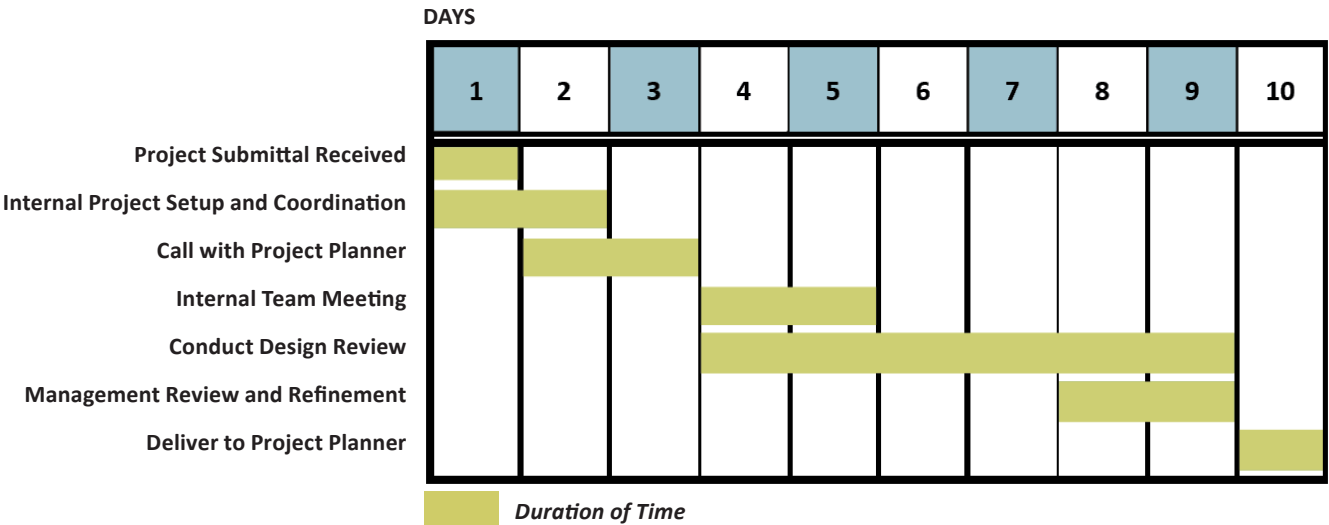 DAYS
1 2 3 4 5 6 7 8 9 10
Project Submittal Received
Internal Project Setup and Coordination
Call with Project Planner
Internal Team Meeting
Conduct Design Review
Management Review and Refinement
Deliver to Project Planner
Duration of Time